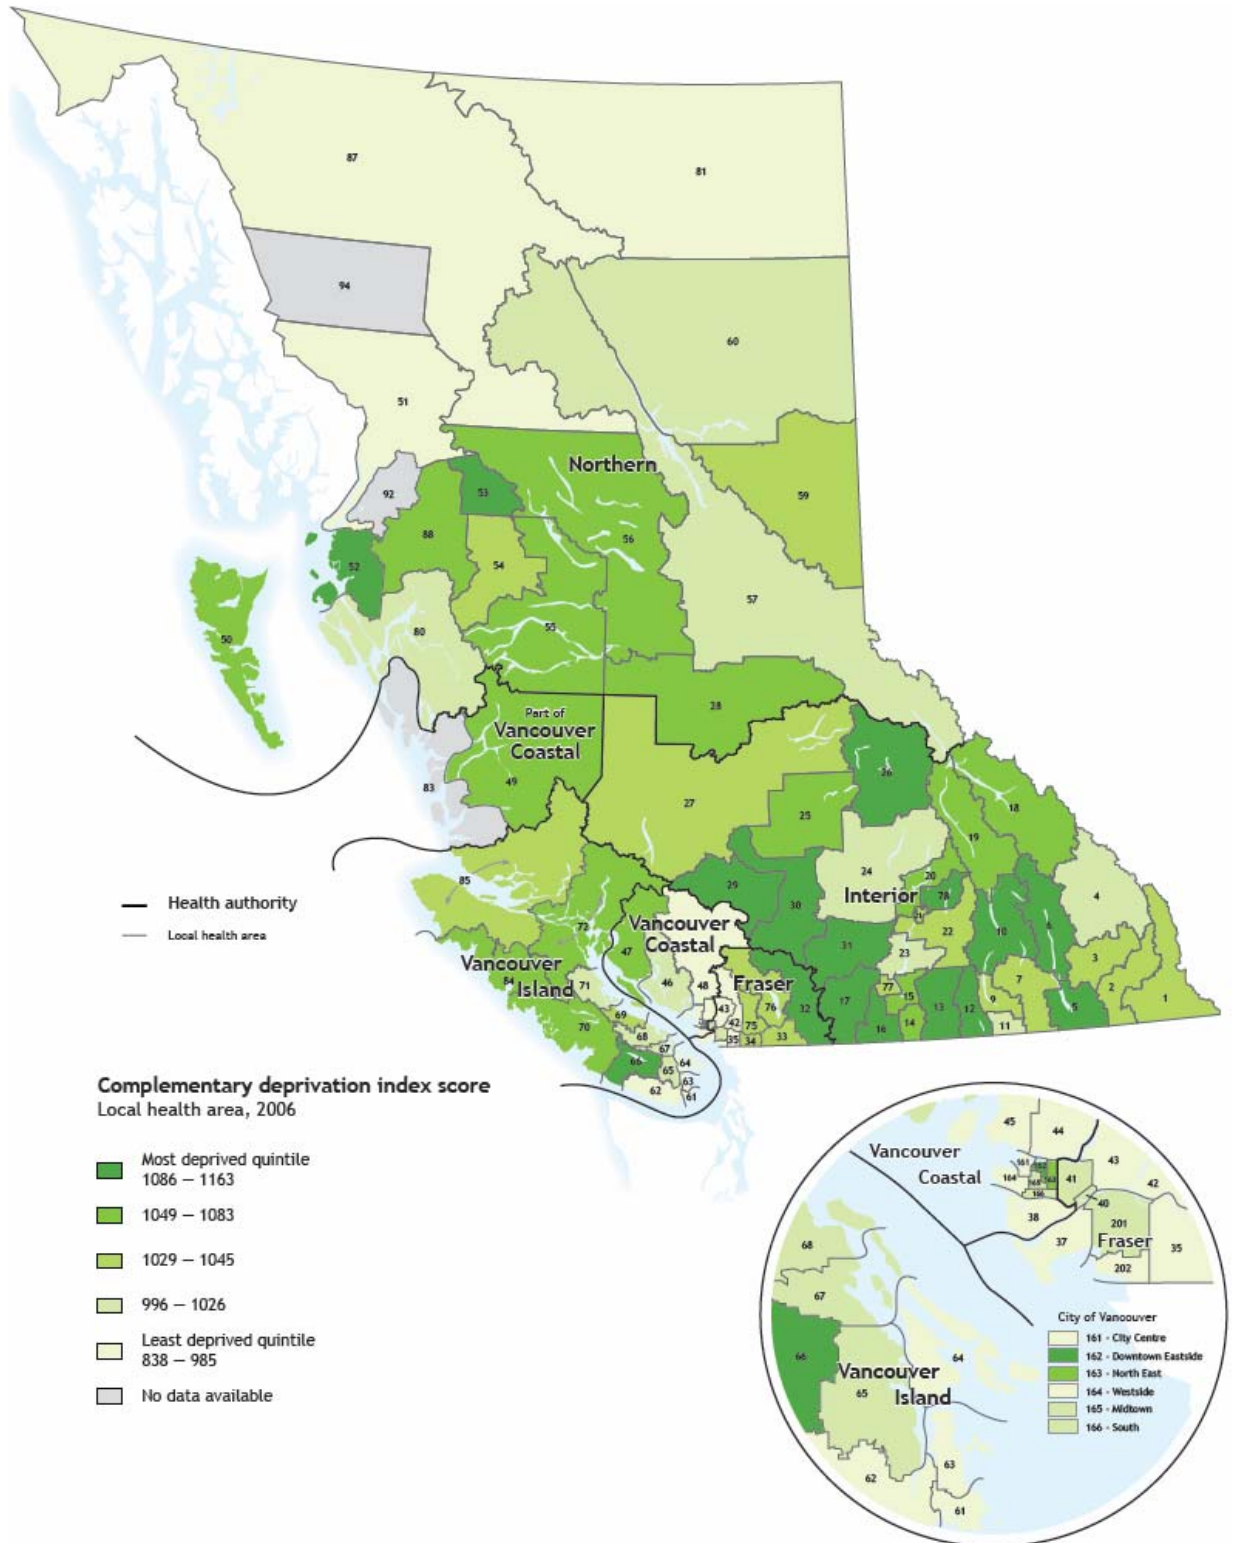 87
81
94
60
51
Northern
92
53
59
88
56
52
54
57
50
80
55
28
Part of
Vancouver
Coastal
49
83
27
26
25
18
19
24
20
4
85
29
78
Interior
30
21
Health authority
Local health area
Vancouver
Coastal
72
47
31
22
10
6
23
3
Vancouver
Island
84
71
46
48
Fraser
7
2
1
77
15
9
5
17
13
12
32
76
43
69
70
42
75
16
14
11
68
35
34
33
67
66
64
65
63
62
61
Complementary deprivation index score
Local health area, 2006
Most deprived quintile
1086 – 1163
1049 – 1083
1029 – 1045
996 – 1026
Least deprived quintile
838 – 985
No data available
45
44
Vancouver
Coastal
43
161
162
164
163
165
41
42
166
40
38
201
37
Fraser
35
202
68
67
City of Vancouver
161 - City Centre
162 - Downtown Eastside
163 - North East
164 - Westside
165 - Midtown
166 - South
66
64
Vancouver
Island
65
63
62
61